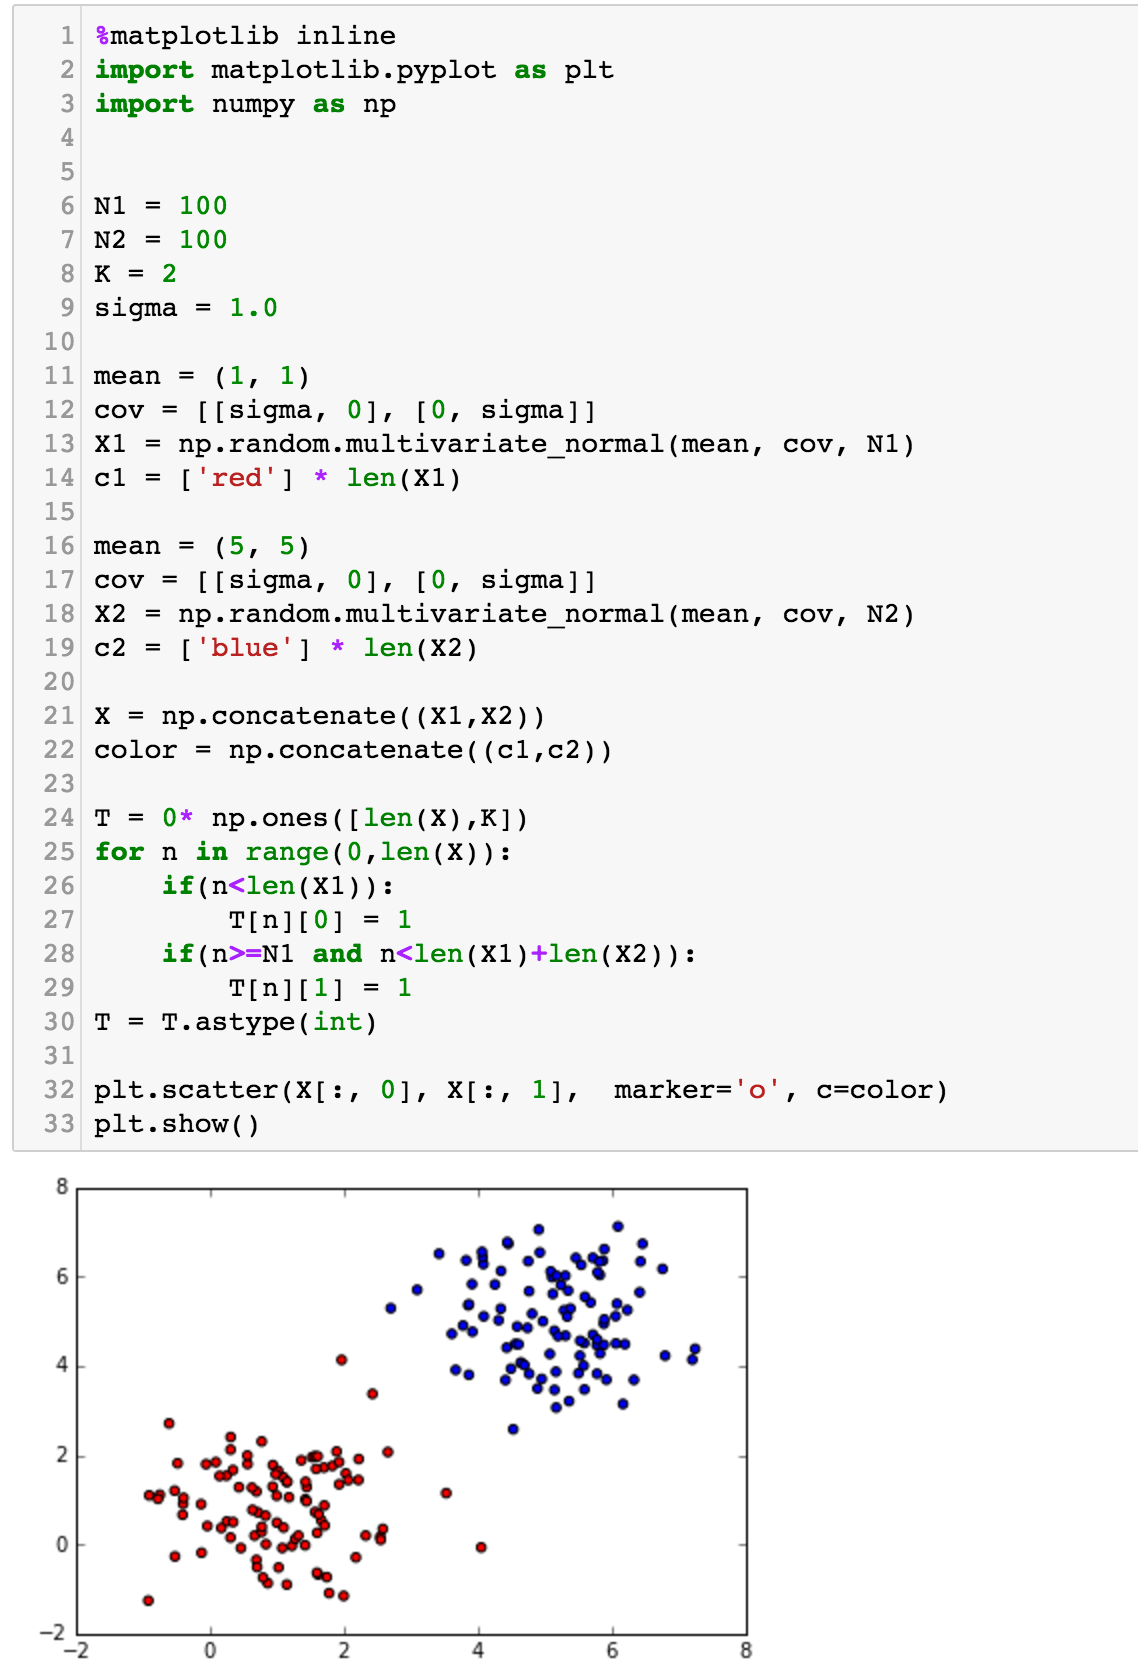 1 %matplotlib inline
2 import matplotlib.pyplot as plt
3 import numpy as np
4
5
6 N1 = 100
7 N2 = 100
8 K = 2
9 sigma = 1.0
10
11 mean = (1, 1)
12 cov = [[sigma, 0], [0, sigma]]
13 X1 = np.random.multivariate_normal(mean, cov, N1)
14 c1 = ['red'] * len(X1)
15
16 mean = (5, 5)
17 cov = [[sigma, 0], [0, sigma]]
18 X2 = np.random.multivariate_normal(mean, cov, N2)
19 c2 = ['blue'] * len(X2)
20
21 X = np.concatenate((X1,X2))
22 color = np.concatenate((c1,c2))
23
24 T = 0* np.ones([len(X),K])
25 for n in range(0,len(X)):
26     if(n<len(X1)):
27         T[n][0] = 1
28     if(n>=N1 and n<len(X1)+len(X2)):
29         T[n][1] = 1
30 T = T.astype(int)
31
32 plt.scatter(X[:, 0], X[:, 1],  marker='o', c=color)
33 plt.show()
8
6
4
2
0
−2
−2 0 2 4 6 8